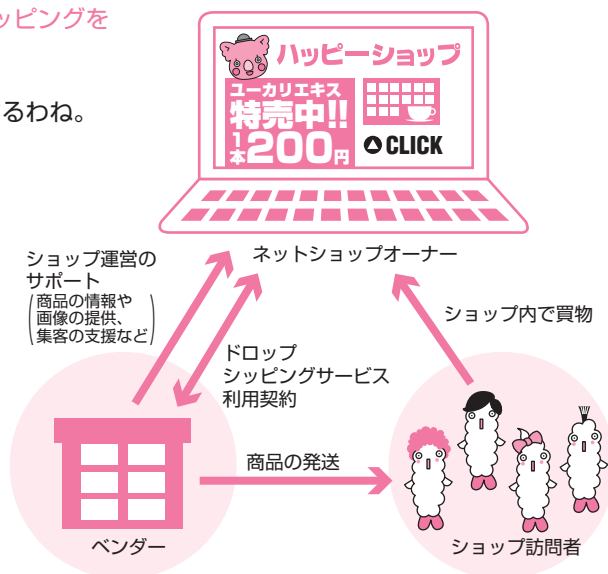 ッピングを
るわね。
ハッピーショップ
ユーカリエキス
特売中!!
1本200円
CLICK
ネットショップオーナー
ショップ運営の
サポート
(商品の情報や
画像の提供、
集客の支援など)
ドロップ
シッピングサービス
利用契約
ショップ内で買物
商品の発送
ベンダー
ショップ訪問者